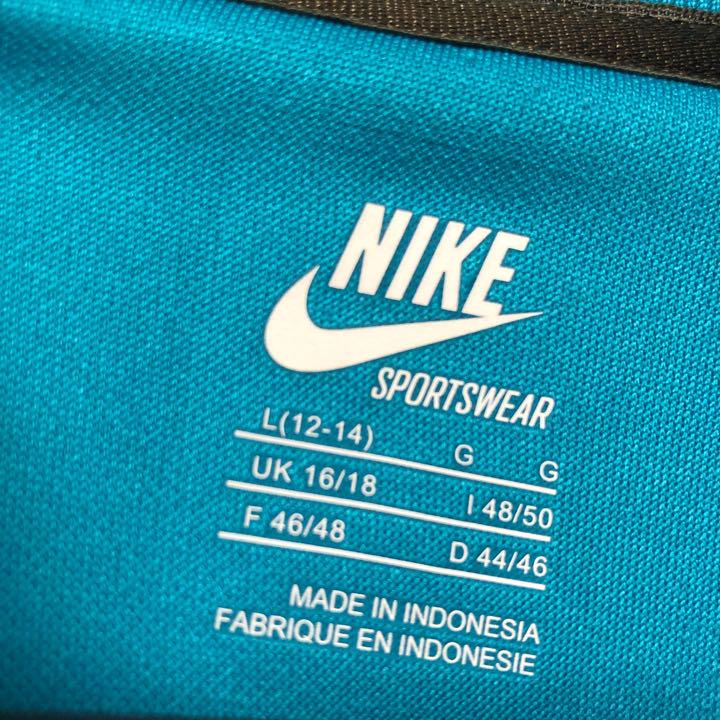 NIKE
SPORTSWEAR
L(12-14) G G
UK 16/18 I 48/50
F 46/48 D 44/46
MADE IN INDONESIA
FABRIQUE EN INDONESIE